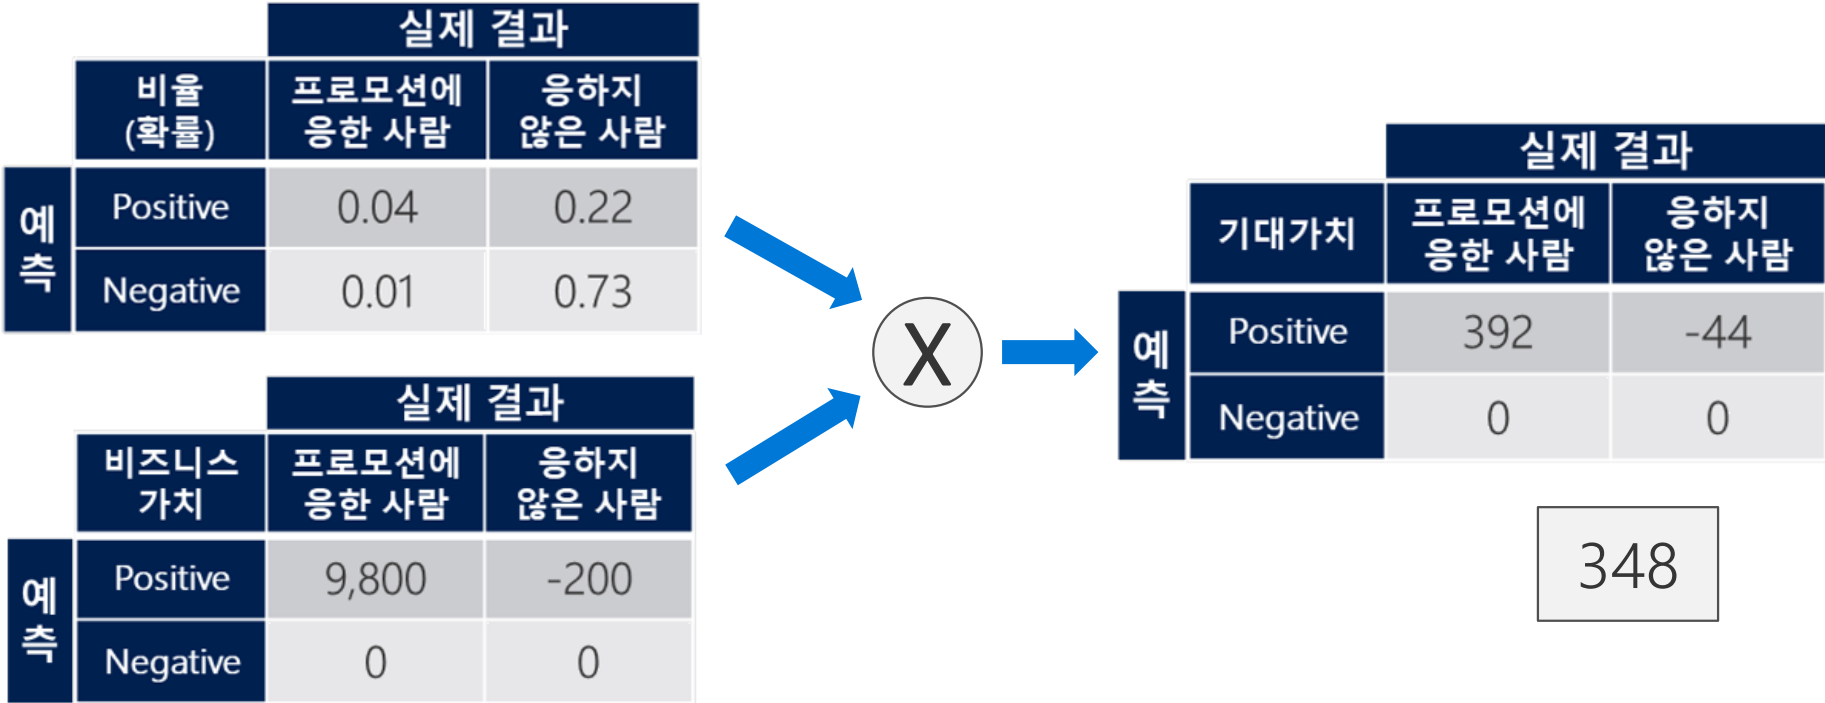 실제 결과
비율
(확률)
프로모션에
응한 사람
응하지
않은 사람
예
측
Positive
0.04
0.22
Negative
0.01
0.73
실제 결과
비즈니스
가치
프로모션에
응한 사람
응하지
않은 사람
예
측
Positive
9,800
-200
Negative
0
0
X
실제 결과
기대가치
프로모션에
응한 사람
응하지
않은 사람
예
측
Positive
392
-44
Negative
0
0
348